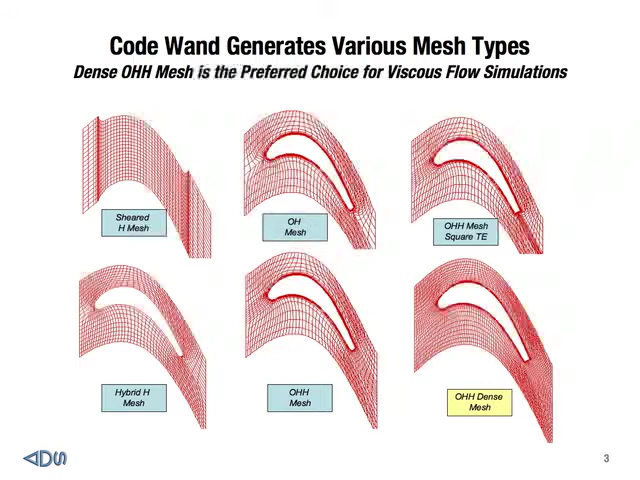 Code Wand Generates Various Mesh Types
Dense OHH Mesh is the Preferred Choice for Viscous Flow Simulations
Sheared
H Mesh
OH
Mesh
OHH Mesh
Square TE
Hybrid H
Mesh
OHH
Mesh
OHH Dense
Mesh
ADS
3